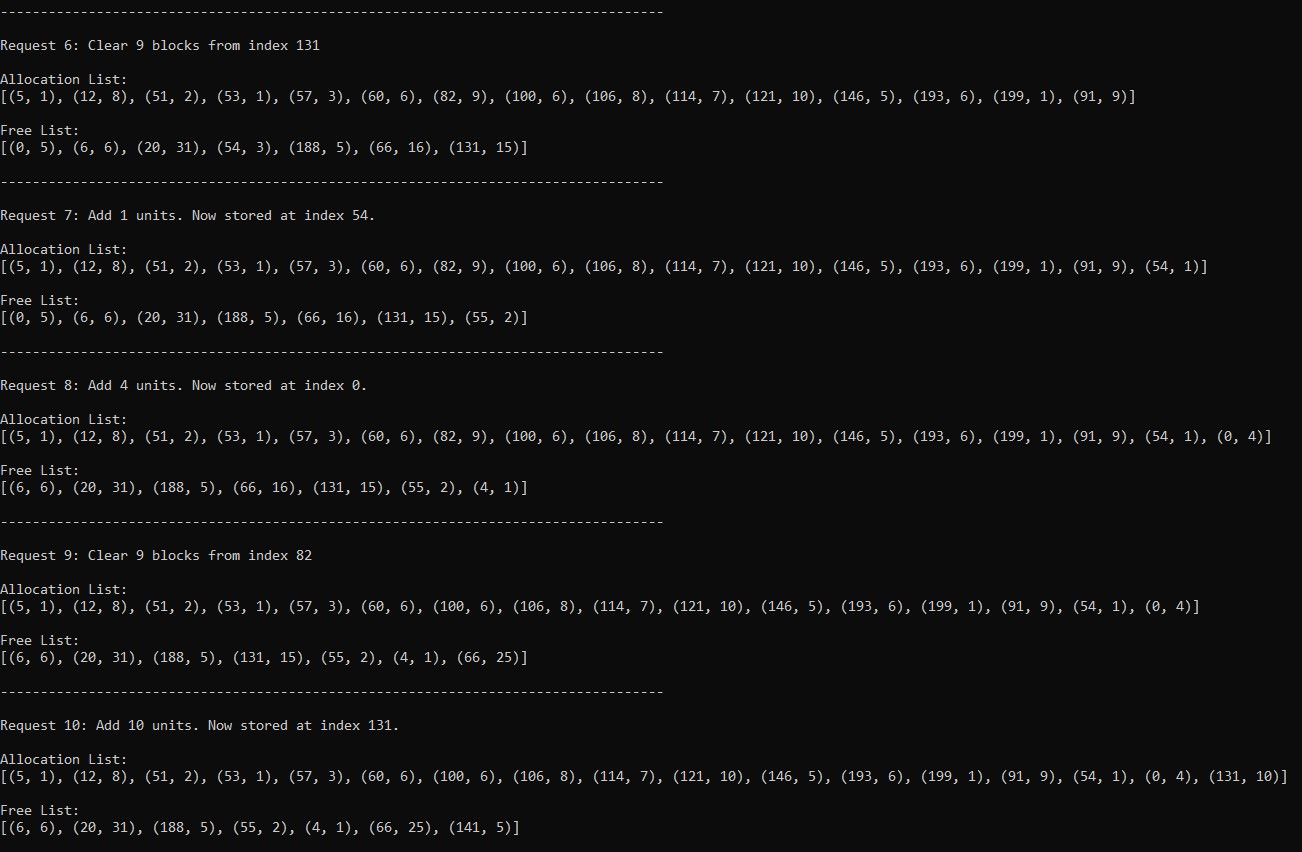 -----------------------------------------------------------------------------------
Request 6: Clear 9 blocks from index 131
Allocation List:
[(5, 1), (12, 8), (51, 2), (53, 1), (57, 3), (60, 6), (82, 9), (100, 6), (106, 8), (114, 7), (121, 10), (146, 5), (193, 6), (199, 1), (91, 9)]
Free List:
[(0, 5), (6, 6), (20, 31), (54, 3), (188, 5), (66, 16), (131, 15)]
-----------------------------------------------------------------------------------
Request 7: Add 1 units. Now stored at index 54.
Allocation List:
[(5, 1), (12, 8), (51, 2), (53, 1), (57, 3), (60, 6), (82, 9), (100, 6), (106, 8), (114, 7), (121, 10), (146, 5), (193, 6), (199, 1), (91, 9), (54, 1)]
Free List:
[(0, 5), (6, 6), (20, 31), (188, 5), (66, 16), (131, 15), (55, 2)]
-----------------------------------------------------------------------------------
Request 8: Add 4 units. Now stored at index 0.
Allocation List:
[(5, 1), (12, 8), (51, 2), (53, 1), (57, 3), (60, 6), (82, 9), (100, 6), (106, 8), (114, 7), (121, 10), (146, 5), (193, 6), (199, 1), (91, 9), (54, 1), (0, 4)]
Free List:
[(6, 6), (20, 31), (188, 5), (66, 16), (131, 15), (55, 2), (4, 1)]
-----------------------------------------------------------------------------------
Request 9: Clear 9 blocks from index 82
Allocation List:
[(5, 1), (12, 8), (51, 2), (53, 1), (57, 3), (60, 6), (100, 6), (106, 8), (114, 7), (121, 10), (146, 5), (193, 6), (199, 1), (91, 9), (54, 1), (0, 4)]
Free List:
[(6, 6), (20, 31), (188, 5), (131, 15), (55, 2), (4, 1), (66, 25)]
-----------------------------------------------------------------------------------
Request 10: Add 10 units. Now stored at index 131.
Allocation List:
[(5, 1), (12, 8), (51, 2), (53, 1), (57, 3), (60, 6), (100, 6), (106, 8), (114, 7), (121, 10), (146, 5), (193, 6), (199, 1), (91, 9), (54, 1), (0, 4), (131, 10)]
Free List:
[(6, 6), (20, 31), (188, 5), (55, 2), (4, 1), (66, 25), (141, 5)]